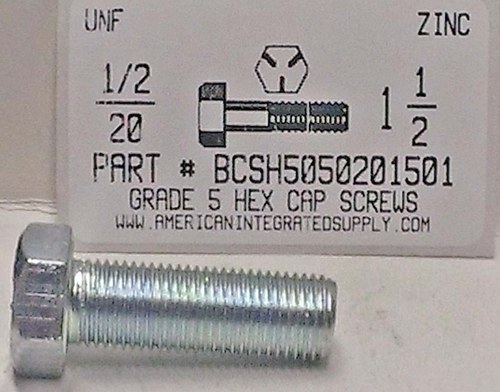 UNF ZINC
1/2
20
1 1/2
PART # BCSH5050201501
GRADE 5 HEX CAP SCREWS
WWW.AMERICANINTEGRATEDSUPPLY.COM